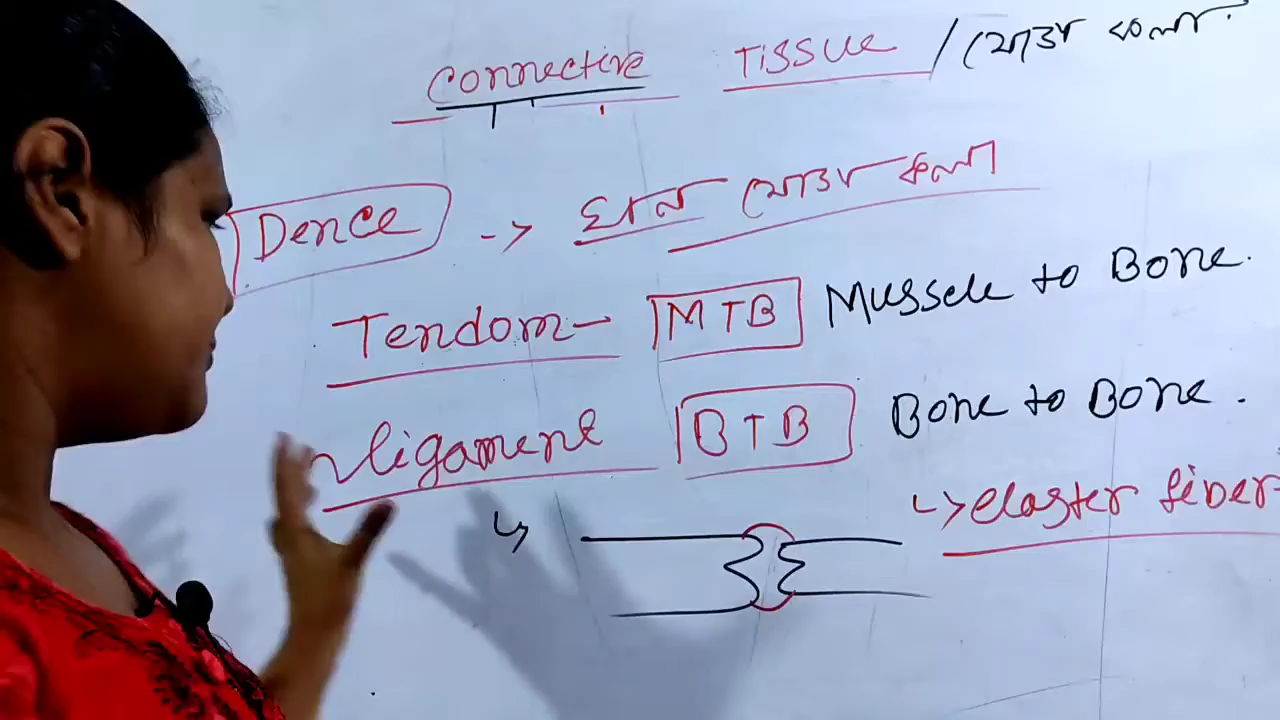 Connective Tissue / যোজক কলা
Dence -> ঘন যোজক কলা
Tendom - MTB Mussele to Bone.
ligament BTB Bone to Bone.
↳ ↳> elaster fiber